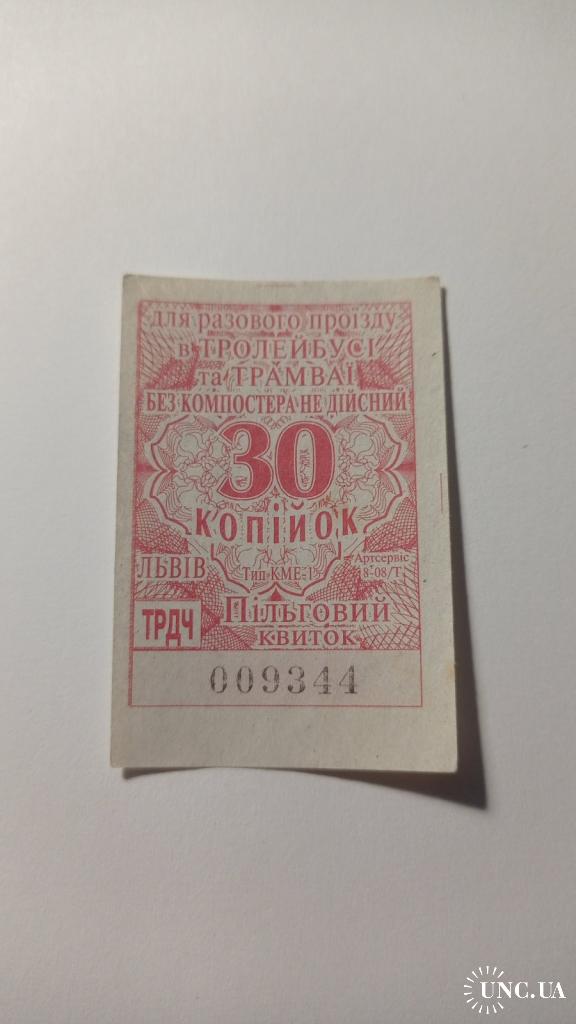 для разового проїзду
в ТРОЛЕЙБУСІ
та ТРАМВАЇ
БЕЗ КОМПОСТЕРА НЕ ДІЙСНИЙ
30
КОПІЙОК
ЛЬВІВ
Тип КМЕ-1
Артсервіс
8-08/Т
ТРДЧ
Пільговий
КВИТОК
009344
UNC.UA